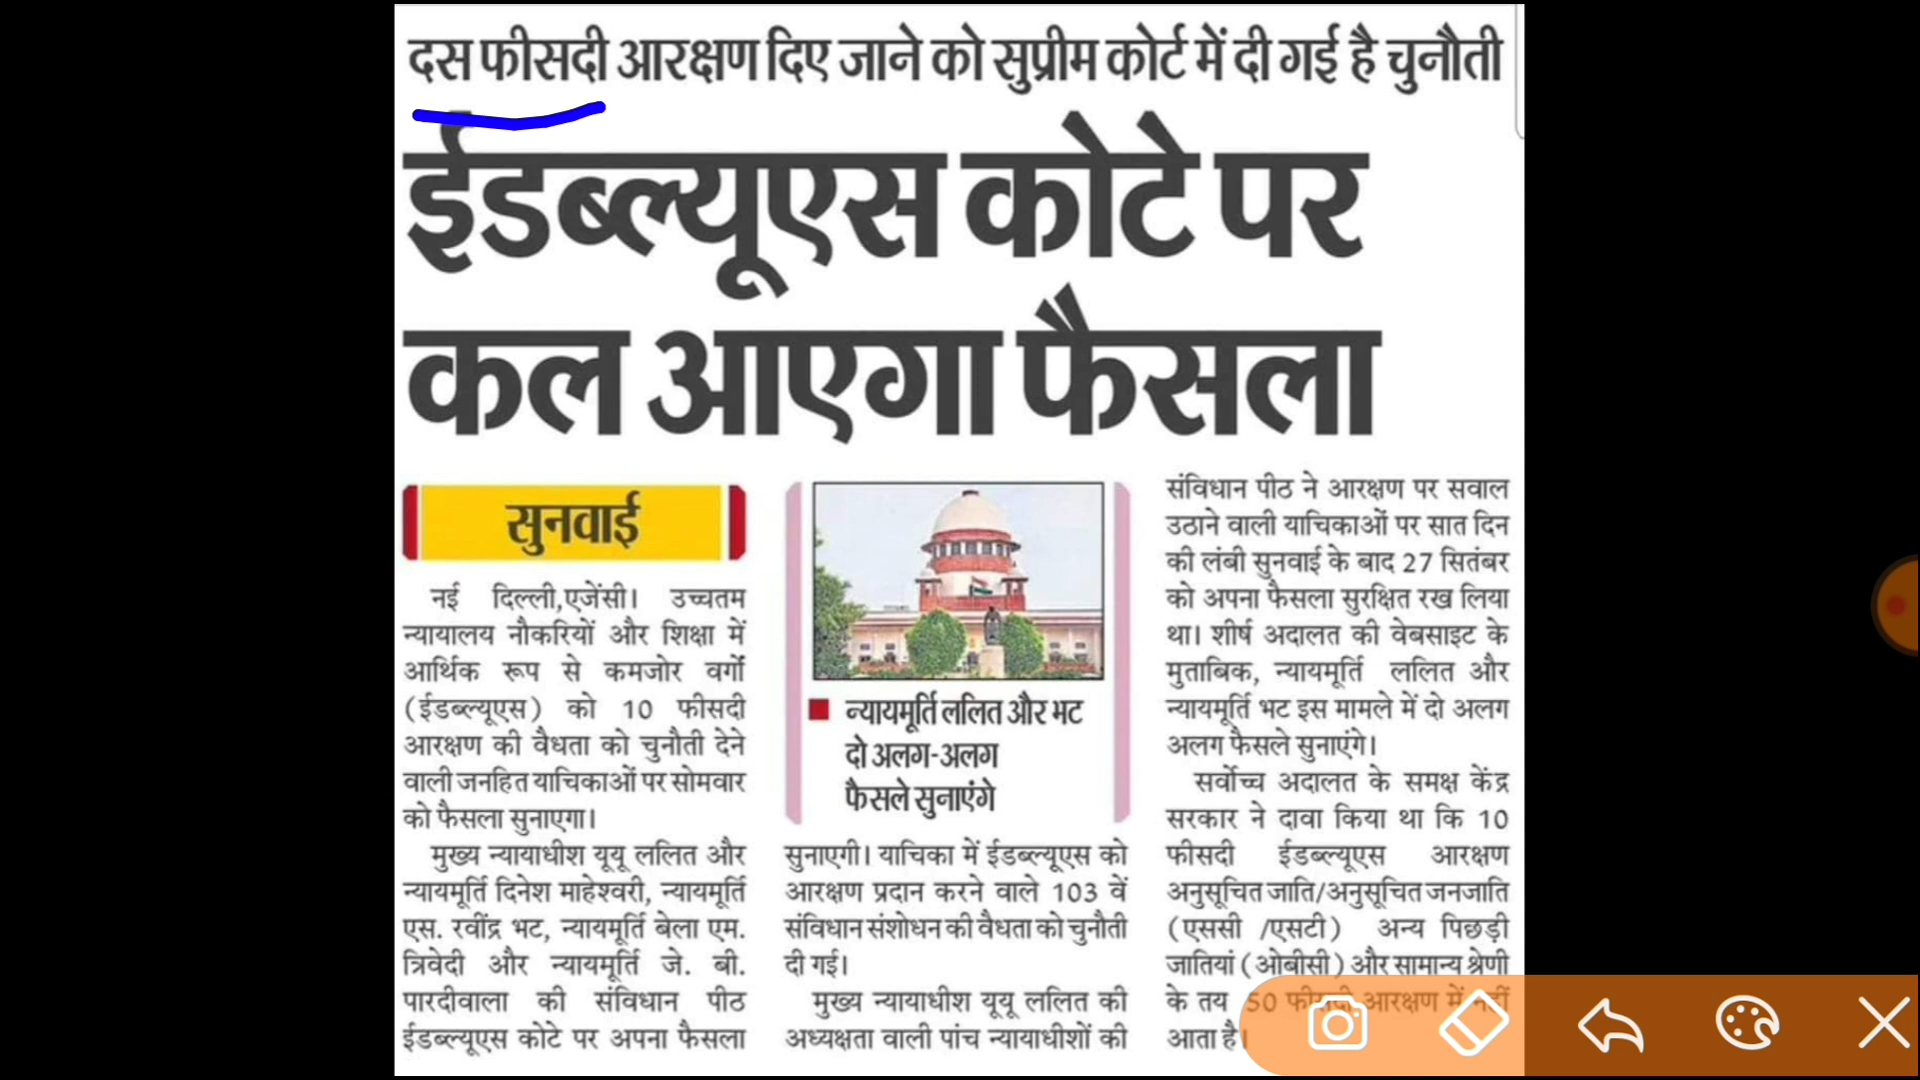 दस फीसदी आरक्षण दिए जाने को सुप्रीम कोर्ट में दी गई है चुनौती
ईडब्ल्यूएस कोटे पर
कल आएगा फैसला
सुनवाई
नई दिल्ली,एजेंसी। उच्चतम
न्यायालय नौकरियों और शिक्षा में
आर्थिक रूप से कमजोर वर्गों
(ईडब्ल्यूएस) को 10 फीसदी
आरक्षण की वैधता को चुनौती देने
वाली जनहित याचिकाओं पर सोमवार
को फैसला सुनाएगा।
मुख्य न्यायाधीश यूयू ललित और
न्यायमूर्ति दिनेश माहेश्वरी, न्यायमूर्ति
एस. रवींद्र भट, न्यायमूर्ति बेला एम.
त्रिवेदी और न्यायमूर्ति जे. बी.
पारदीवाला की संविधान पीठ
ईडब्ल्यूएस कोटे पर अपना फैसला
न्यायमूर्ति ललित और भट
दो अलग-अलग
फैसले सुनाएंगे
सुनाएगी। याचिका में ईडब्ल्यूएस को
आरक्षण प्रदान करने वाले 103 वें
संविधान संशोधन की वैधता को चुनौती
दी गई।
मुख्य न्यायाधीश यूयू ललित की
अध्यक्षता वाली पांच न्यायाधीशों की
संविधान पीठ ने आरक्षण पर सवाल
उठाने वाली याचिकाओं पर सात दिन
की लंबी सुनवाई के बाद 27 सितंबर
को अपना फैसला सुरक्षित रख लिया
था। शीर्ष अदालत की वेबसाइट के
मुताबिक, न्यायमूर्ति ललित और
न्यायमूर्ति भट इस मामले में दो अलग
अलग फैसले सुनाएंगे।
सर्वोच्च अदालत के समक्ष केंद्र
सरकार ने दावा किया था कि 10
फीसदी ईडब्ल्यूएस आरक्षण
अनुसूचित जाति/अनुसूचित जनजाति
(एससी /एसटी) अन्य पिछड़ी
जातियां (ओबीसी) और सामान्य श्रेणी
के तय 50 फीसदी आरक्षण में नहीं
आता है।